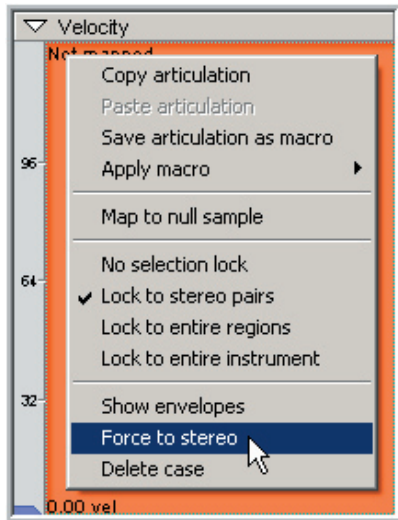 Velocity
Not mapped
Copy articulation
Paste articulation
Save articulation as macro
96
Apply macro
Map to null sample
No selection lock
64
Lock to stereo pairs
Lock to entire regions
Lock to entire instrument
32
Show envelopes
Force to stereo
Delete case
0.00 vel